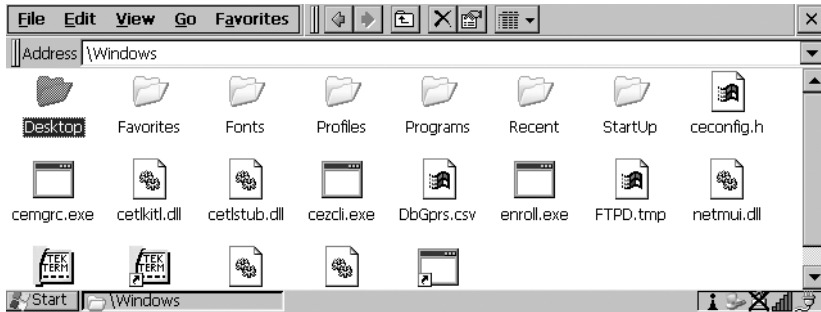 File Edit View Go Favorites
Address \Windows
Desktop Favorites Fonts Profiles Programs Recent StartUp ceconfig.h
cemgrc.exe cetlkitl.dll cetlstub.dll cezcli.exe DbGprs.csv enroll.exe FTPD.tmp netmui.dll
TEK TERM TEK TERM
Start \Windows